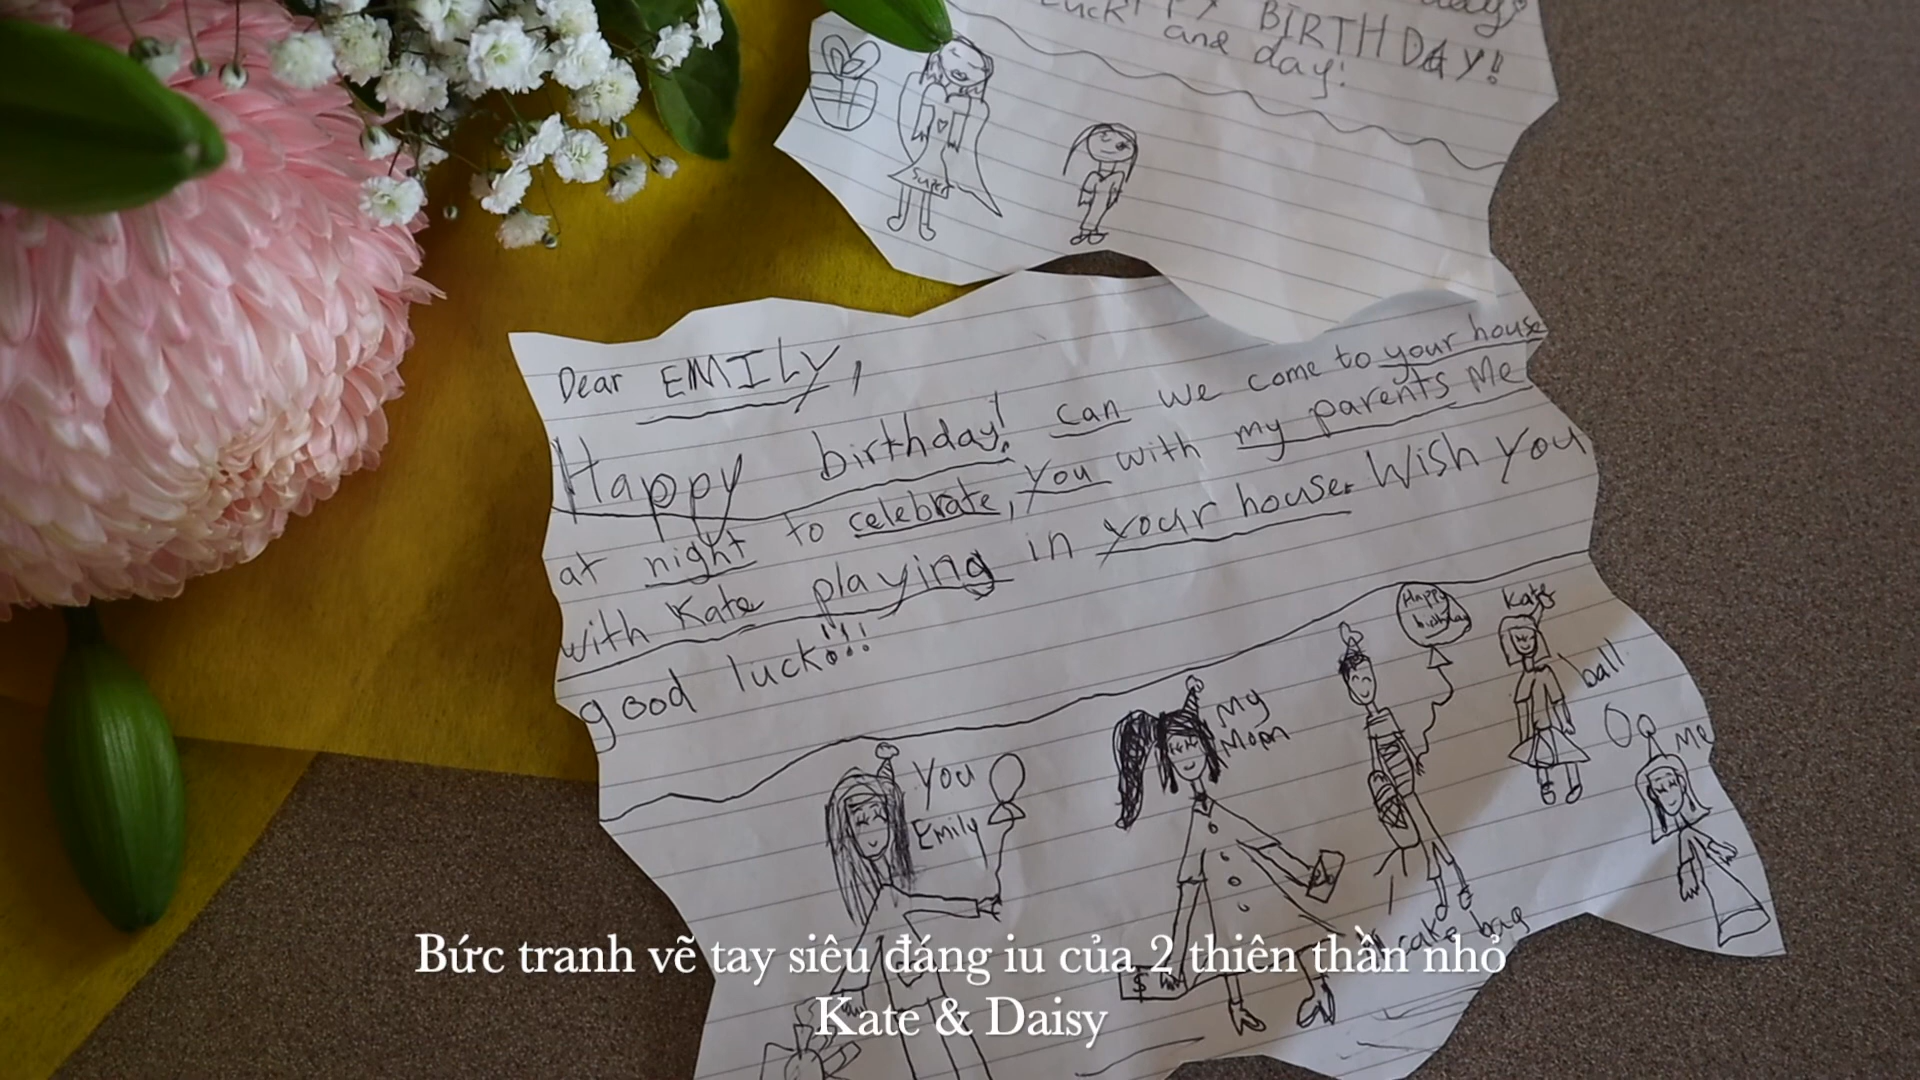 BIRTHDAY!
and day!
Super
Dear EMILY,
Happy birthday! can we come to your house
at night to celebrate, you with my parents Me
with Kate playing in your house. Wish you
good luck!!!
Happy
birthday
Kate
ball
My
Mom
Me
You
Emily
cake bag
$
Bức tranh vẽ tay siêu đáng iu của 2 thiên thần nhỏ
Kate & Daisy